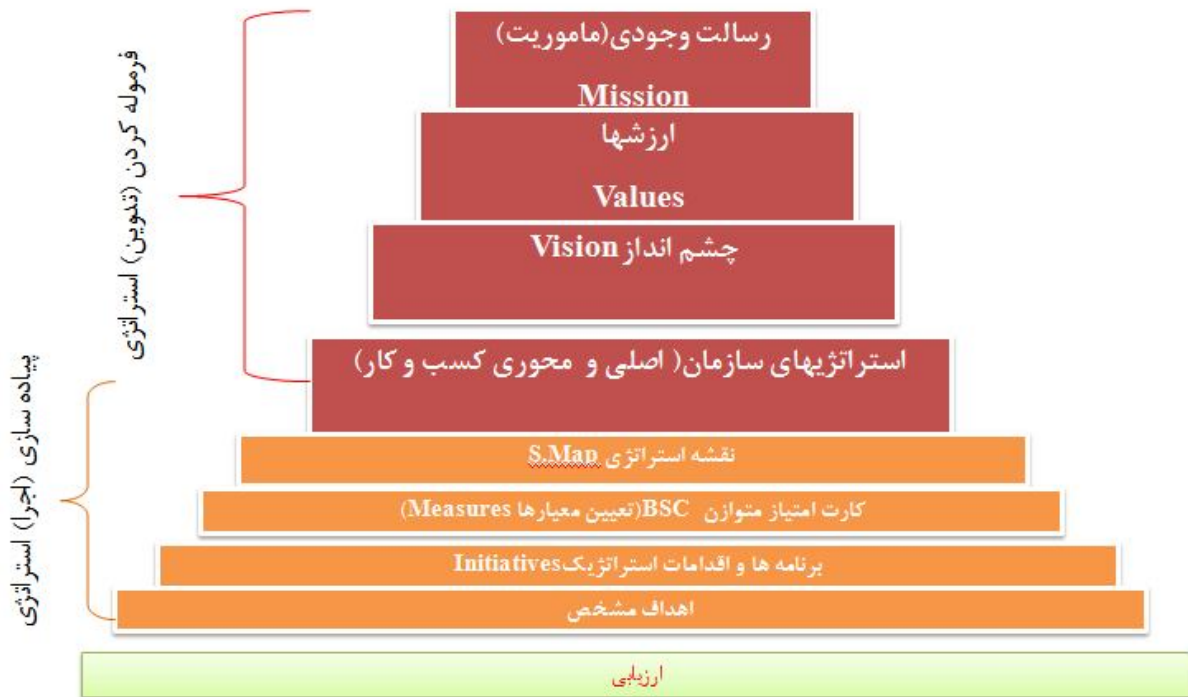 رسالت وجودی(ماموریت)
Mission
ارزشها
Values
چشم انداز Vision
استراتژیهای سازمان( اصلی و محوری کسب و کار)
نقشه استراتژی S.Map
کارت امتیاز متوازن BSC(تعیین معیارها Measures)
برنامه ها و اقدامات استراتژیکInitiatives
اهداف مشخص
ارزیابی
فرموله کردن (تدوین) استراتژی
پیاده سازی (اجرا) استراتژی